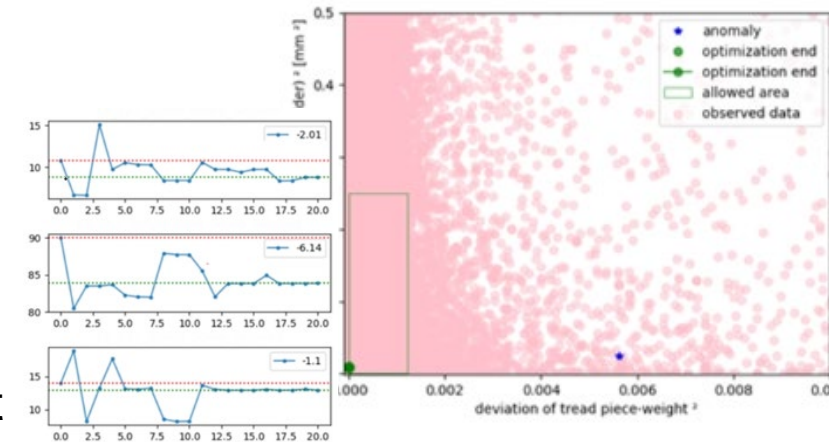 0.5
0.4
der) ² [mm ²]
anomaly
optimization end
optimization end
allowed area
observed data
.000 0.002 0.004 0.006 0.008 0.0
deviation of tread piece-weight ²
15
10
-2.01
0.0 2.5 5.0 7.5 10.0 12.5 15.0 17.5 20.0
90
85
80
-6.14
0.0 2.5 5.0 7.5 10.0 12.5 15.0 17.5 20.0
15
10
-1.1
0.0 2.5 5.0 7.5 10.0 12.5 15.0 17.5 20.0